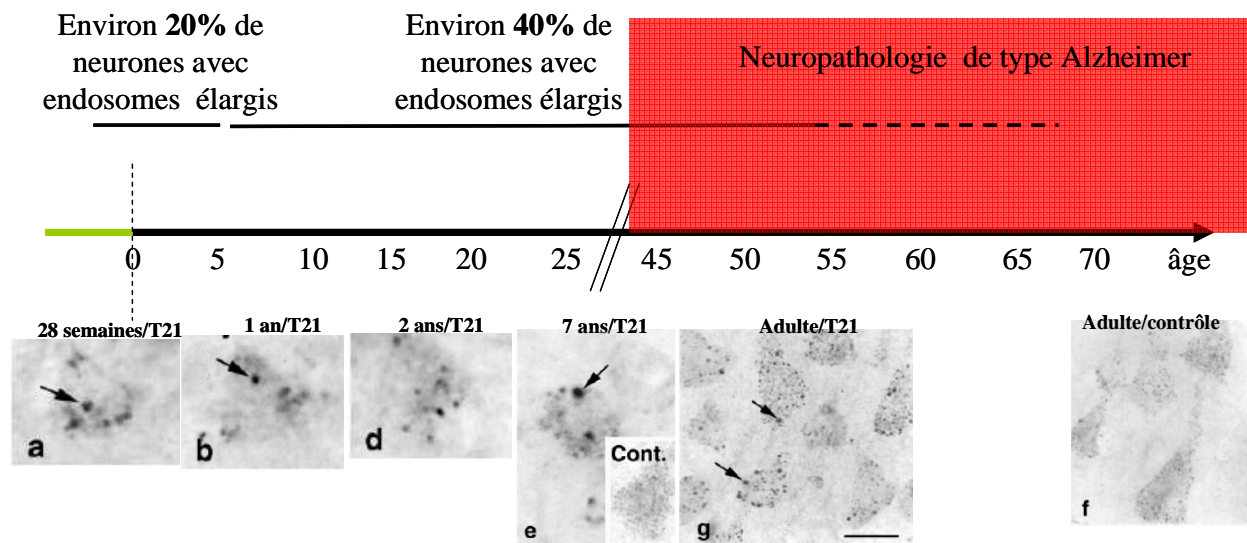 Environ 20% de
neurones avec
endosomes élargis
Environ 40% de
neurones avec
endosomes élargis
Neuropathologie de type Alzheimer
0 5 10 15 20 25 45 50 55 60 65 70 âge
28 semaines/T21
1 an/T21
2 ans/T21
7 ans/T21
Adulte/T21
Adulte/contrôle
a
b
d
Cont.
e
g
f